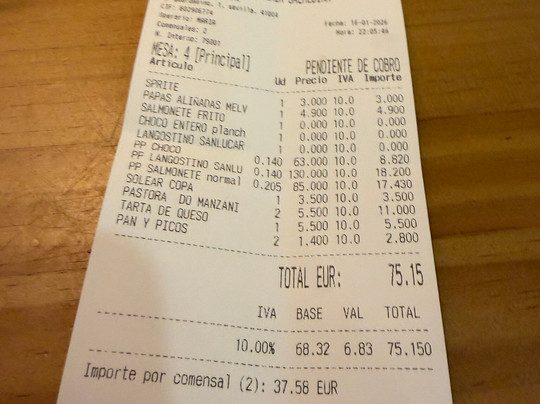 1, sevilla, 41004
CIF: B02606774
Operario: MARIA
Comensales: 2
N. Interno: 79001
Fecha: 16-01-2026
Hora: 22:05:46
MESA: 4 [Principal]
PENDIENTE DE COBRO
Artículo Ud Precio IVA Importe
SPRITE 1 3.000 10.0 3.000
PAPAS ALIÑADAS MELV 1 4.900 10.0 4.900
SALMONETE FRITO 1 0.000 10.0 0.000
CHOCO ENTERO planch 1 0.000 10.0 0.000
LANGOSTINO SANLUCAR 1 0.000 10.0 0.000
PP CHOCO 0.140 63.000 10.0 8.820
PP LANGOSTINO SANLU 0.140 130.000 10.0 18.200
PP SALMONETE normal 0.205 85.000 10.0 17.430
SOLEAR COPA 1 3.500 10.0 3.500
PASTORA DO MANZANI 2 5.500 10.0 11.000
TARTA DE QUESO 1 5.500 10.0 5.500
PAN Y PICOS 2 1.400 10.0 2.800
TOTAL EUR: 75.15
IVA BASE VAL TOTAL
10.00% 68.32 6.83 75.150
Importe por comensal (2): 37.58 EUR